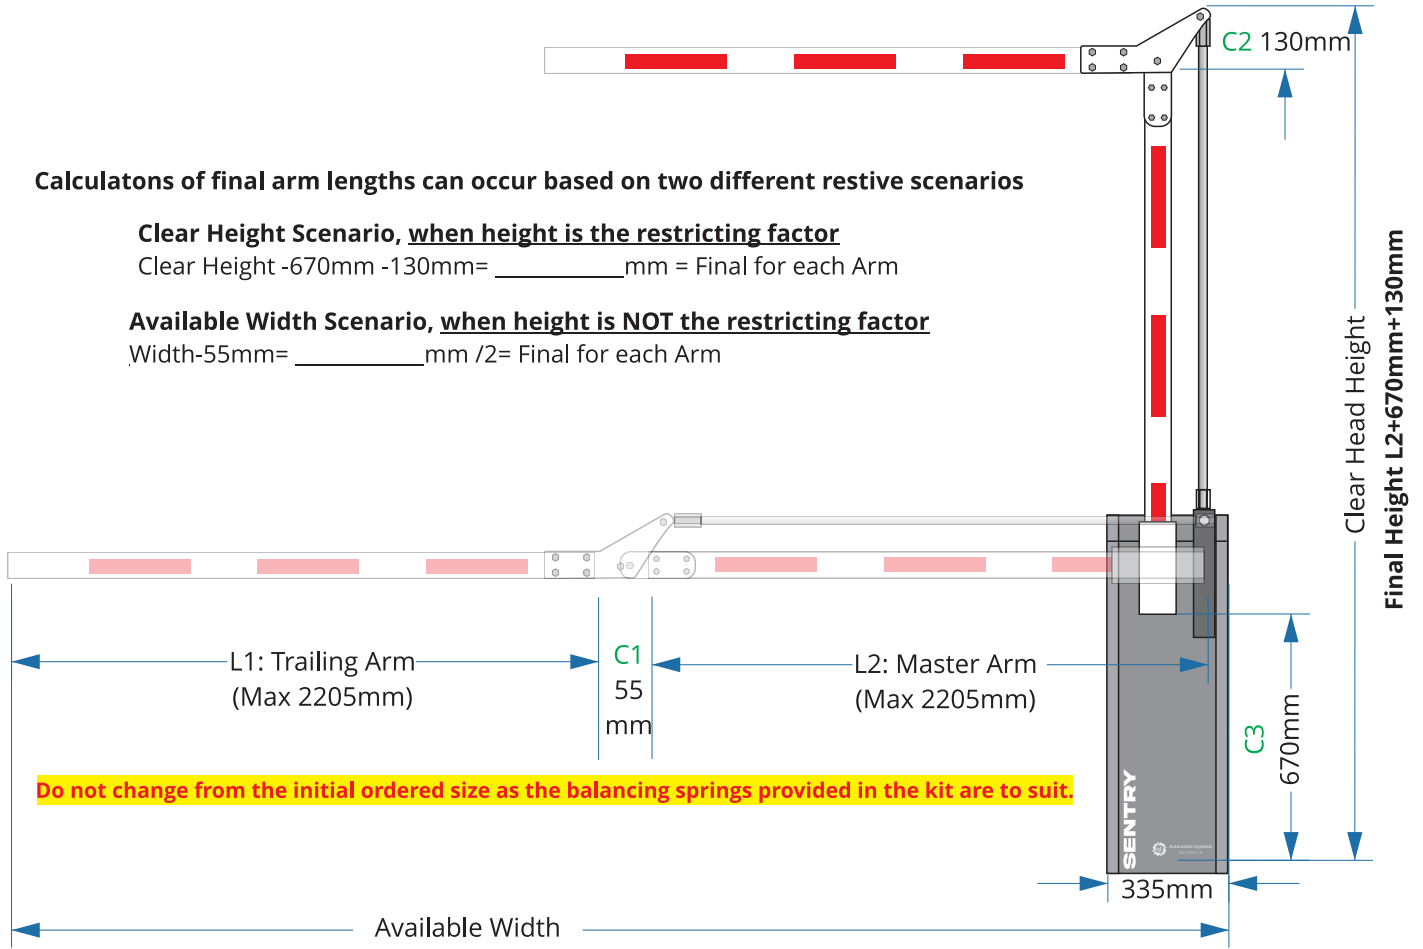 C2 130mm
Calculatons of final arm lengths can occur based on two different restive scenarios
Clear Height Scenario, when height is the restricting factor
Clear Height -670mm -130mm= __________mm = Final for each Arm
Available Width Scenario, when height is NOT the restricting factor
Width-55mm= __________mm /2= Final for each Arm
Clear Head Height
Final Height L2+670mm+130mm
L1: Trailing Arm
(Max 2205mm)
C1
55
mm
L2: Master Arm
(Max 2205mm)
C3
670mm
Do not change from the initial ordered size as the balancing springs provided in the kit are to suit.
SENTRY
Automation Systems
AUSTRALIA
335mm
Available Width